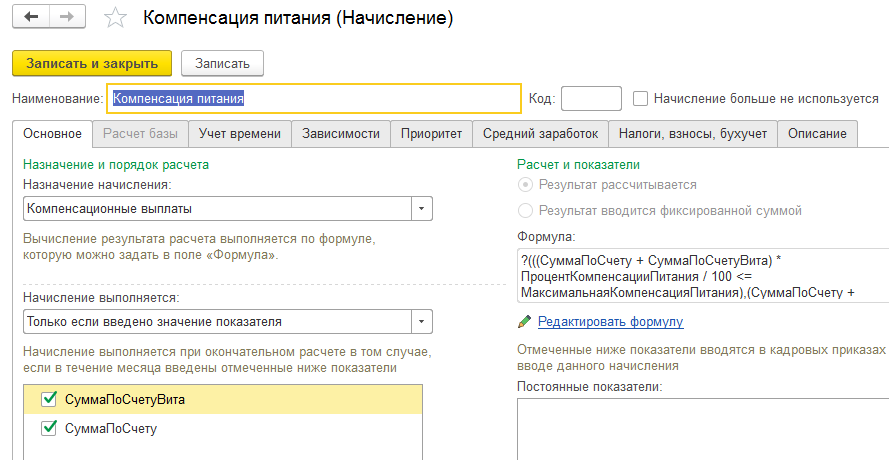 Компенсация питания (Начисление)
Записать и закрыть
Записать
Наименование: Компенсация питания Код: Начисление больше не используется
Основное Расчет базы Учет времени Зависимости Приоритет Средний заработок Налоги, взносы, бухучет Описание
Назначение и порядок расчета
Назначение начисления:
Компенсационные выплаты
Вычисление результата расчета выполняется по формуле,
которую можно задать в поле «Формула».
Начисление выполняется:
Только если введено значение показателя
Начисление выполняется при окончательном расчете в том случае,
если в течение месяца введены отмеченные ниже показатели
СуммаПоСчетуВита
СуммаПоСчету
Расчет и показатели
Результат рассчитывается
Результат вводится фиксированной суммой
Формула:
?(((СуммаПоСчету + СуммаПоСчетуВита) *
ПроцентКомпенсацииПитания / 100 <=
МаксимальнаяКомпенсацияПитания),(СуммаПоСчету +
Редактировать формулу
Отмеченные ниже показатели вводятся в кадровых приказах
вводе данного начисления
Постоянные показатели: